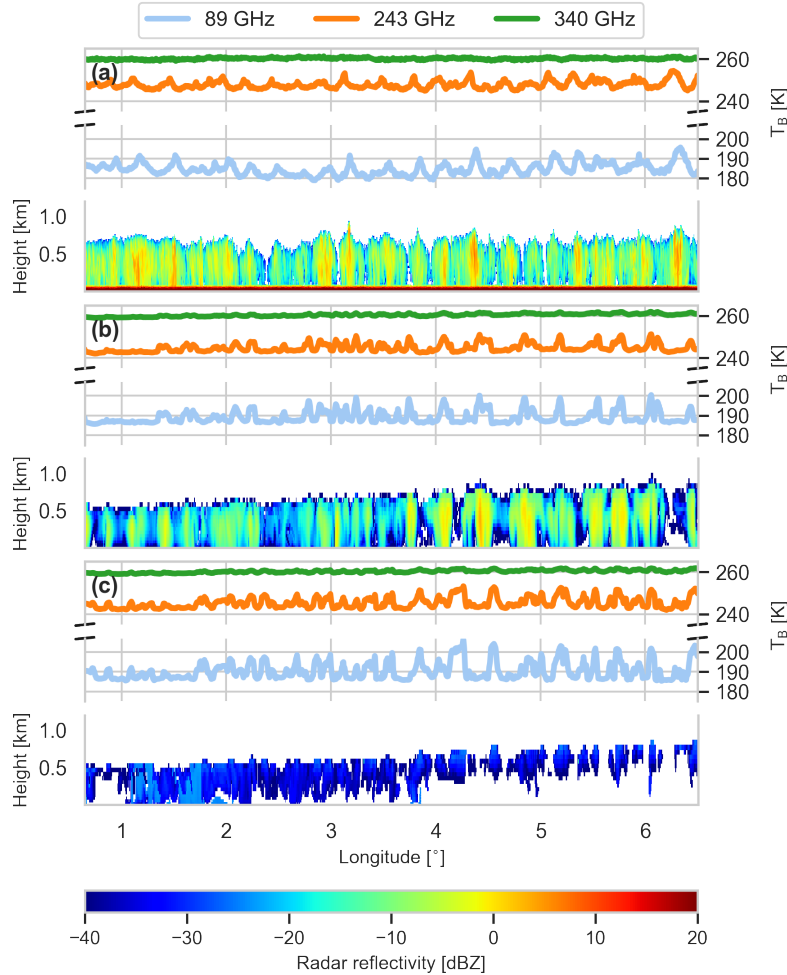 89 GHz 243 GHz 340 GHz
(a)
260
240
T_B [K]
200
190
180
Height [km]
1.0
0.5
(b)
260
240
T_B [K]
200
190
180
Height [km]
1.0
0.5
(c)
260
240
T_B [K]
200
190
180
Height [km]
1.0
0.5
1 2 3 4 5 6
Longitude [°]
−40 −30 −20 −10 0 10 20
Radar reflectivity [dBZ]